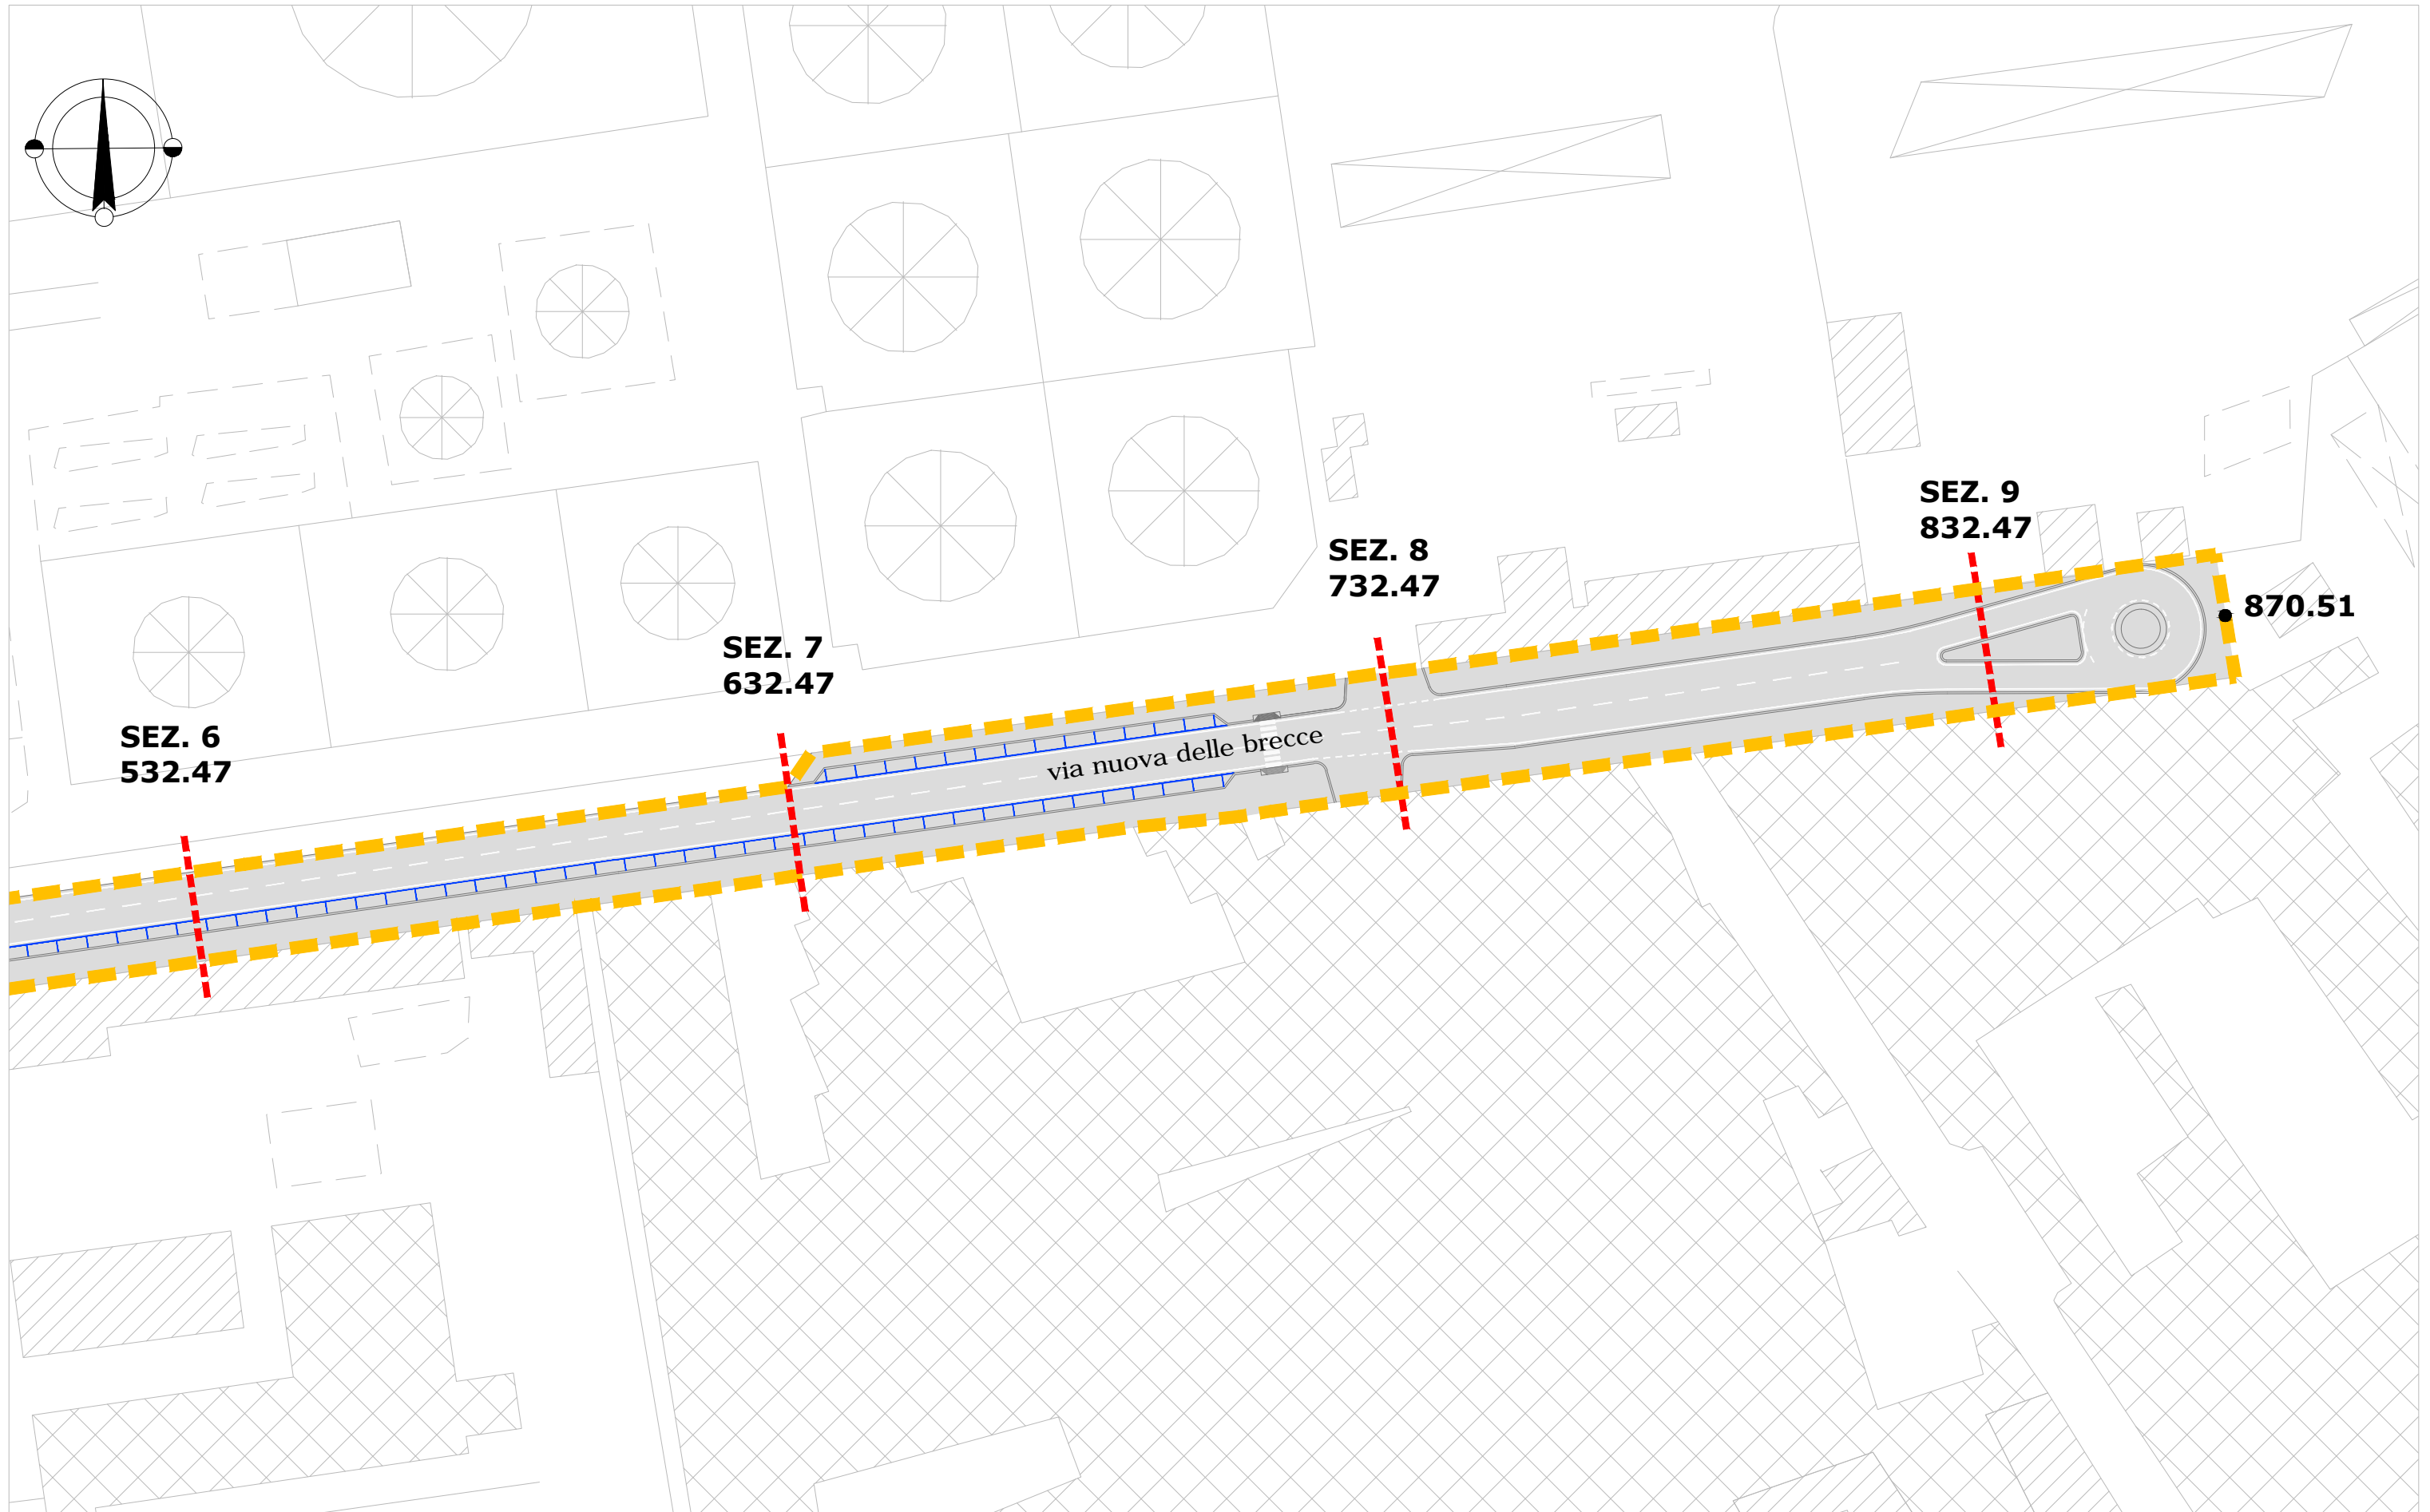 SEZ. 9
832.47
SEZ. 8
732.47
870.51
SEZ. 7
632.47
via nuova delle brecce
SEZ. 6
532.47